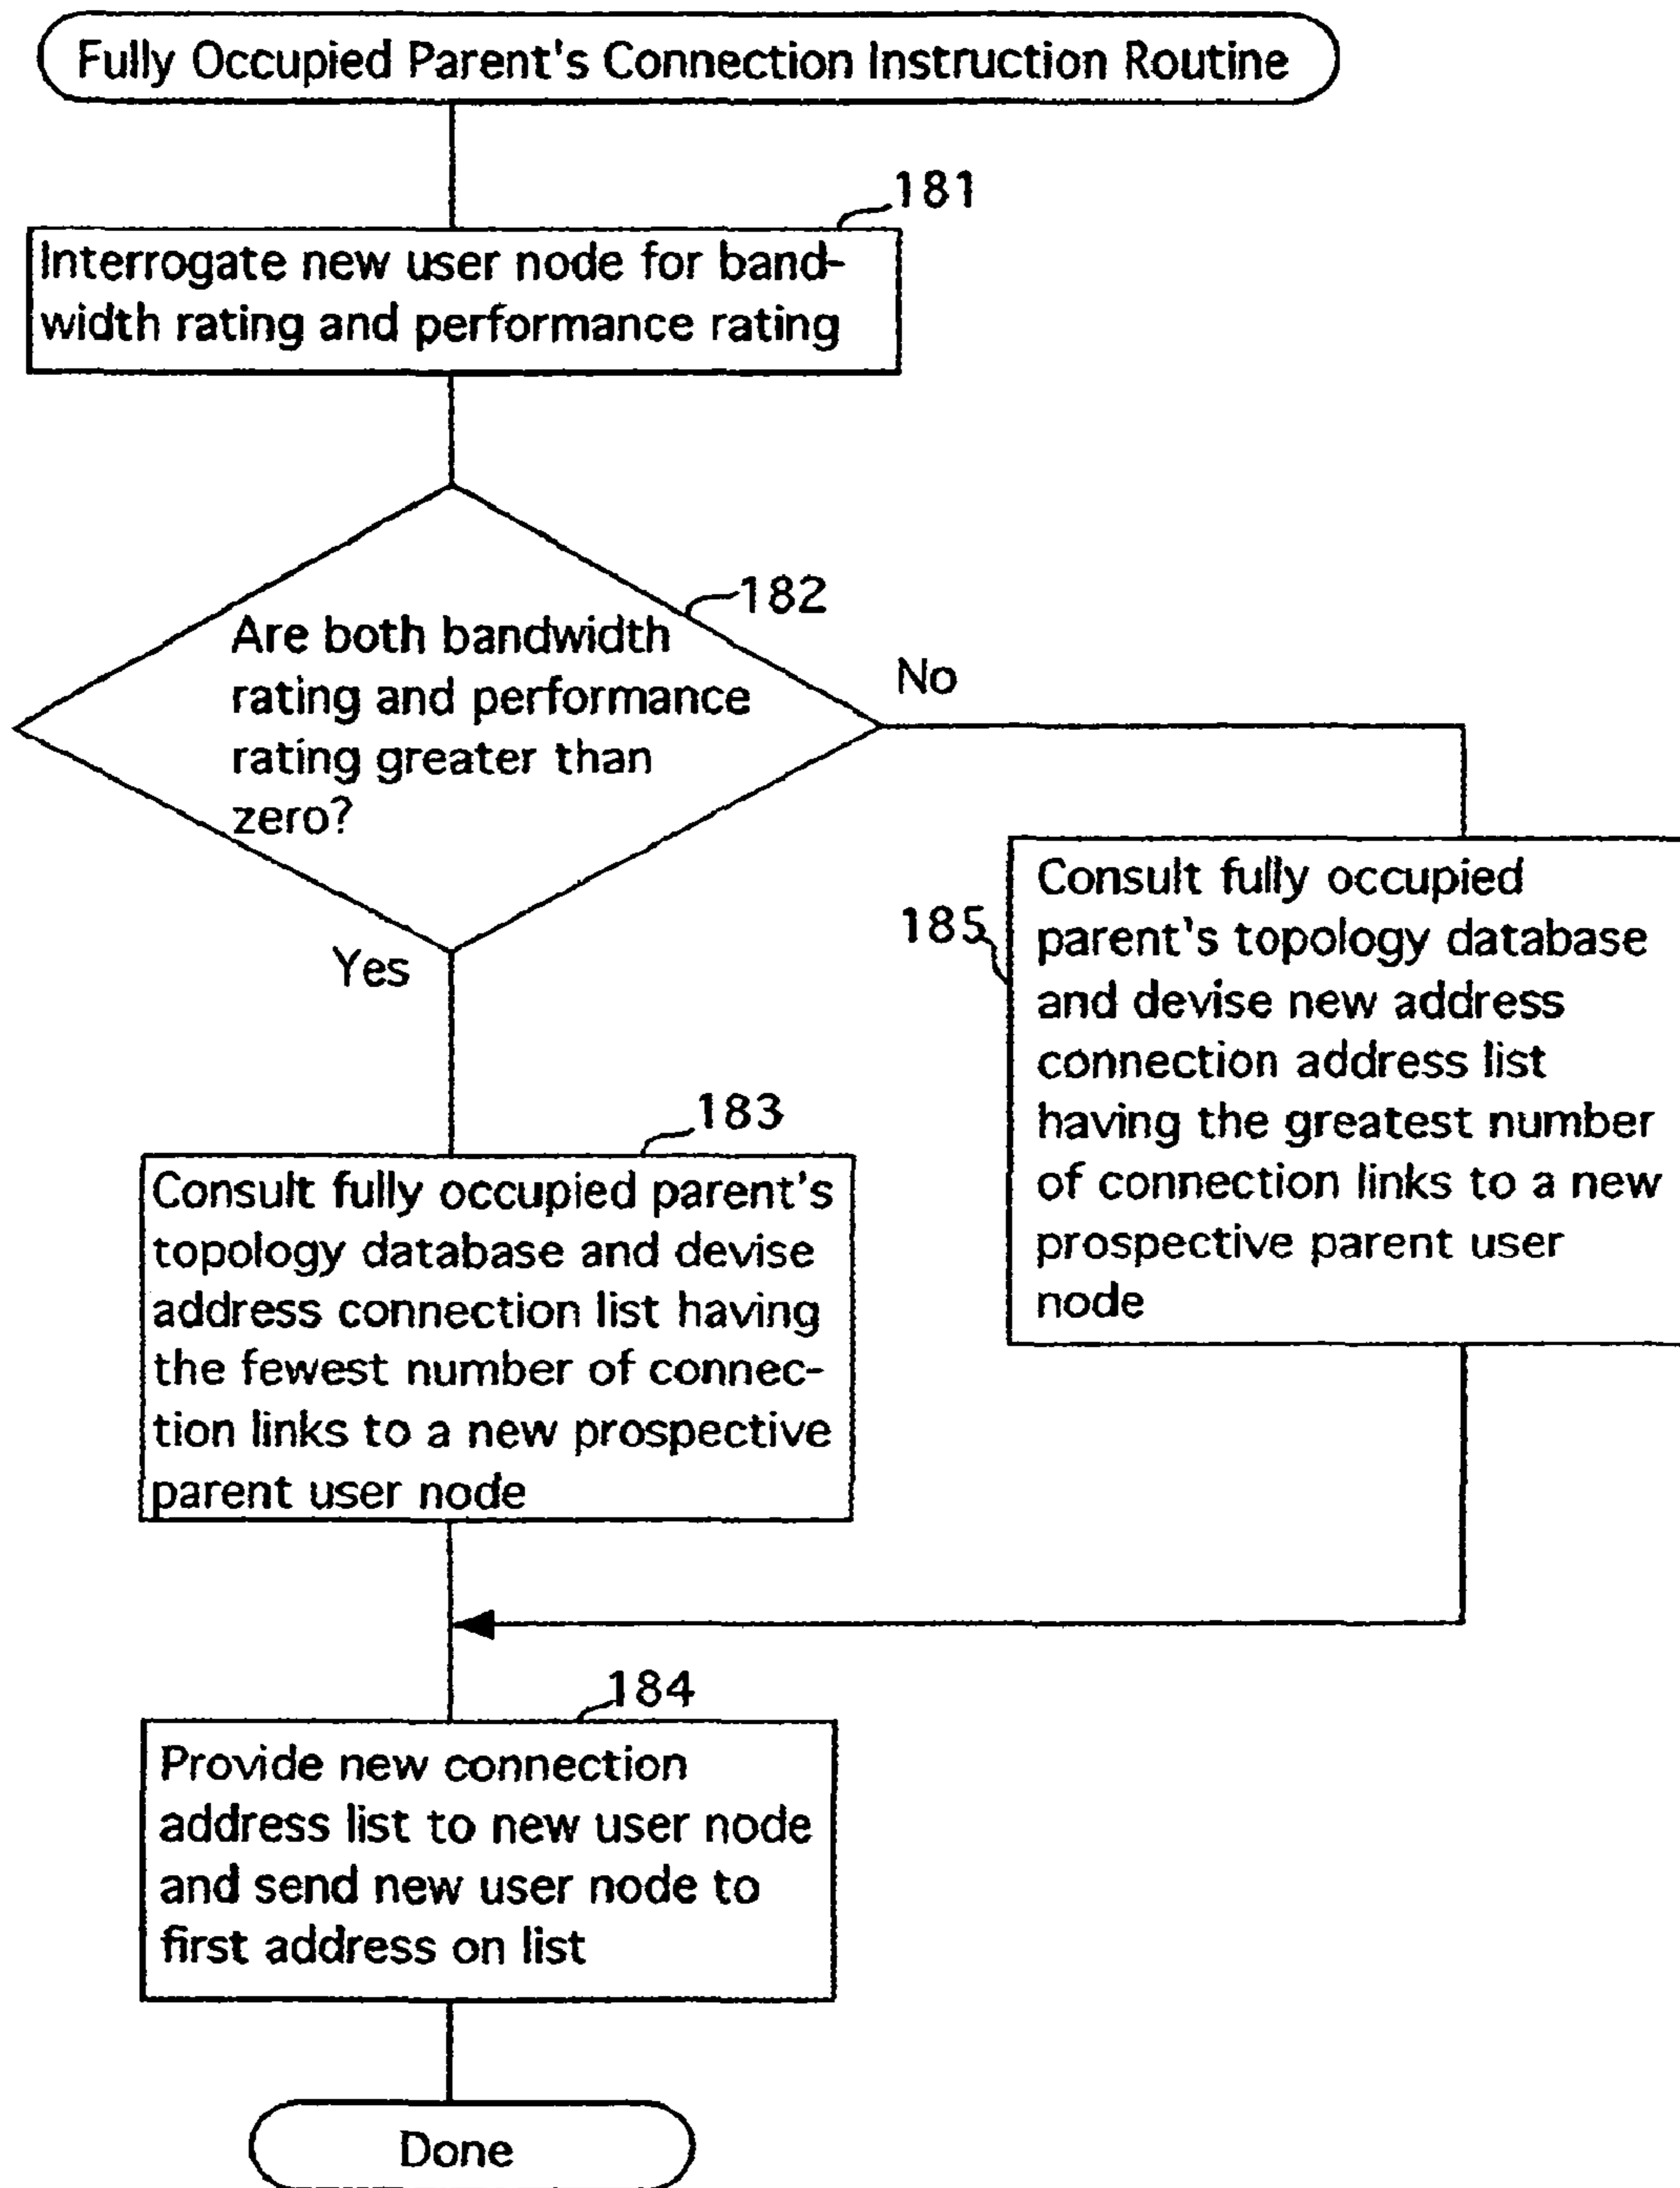 Fully Occupied Parent's Connection Instruction Routine
181
Interrogate new user node for band-
width rating and performance rating
182
Are both bandwidth
rating and performance
rating greater than
zero?
No
Yes
185
Consult fully occupied
parent's topology database
and devise new address
connection address list
having the greatest number
of connection links to a new
prospective parent user
node
183
Consult fully occupied parent's
topology database and devise
address connection list having
the fewest number of connec-
tion links to a new prospective
parent user node
184
Provide new connection
address list to new user node
and send new user node to
first address on list
Done